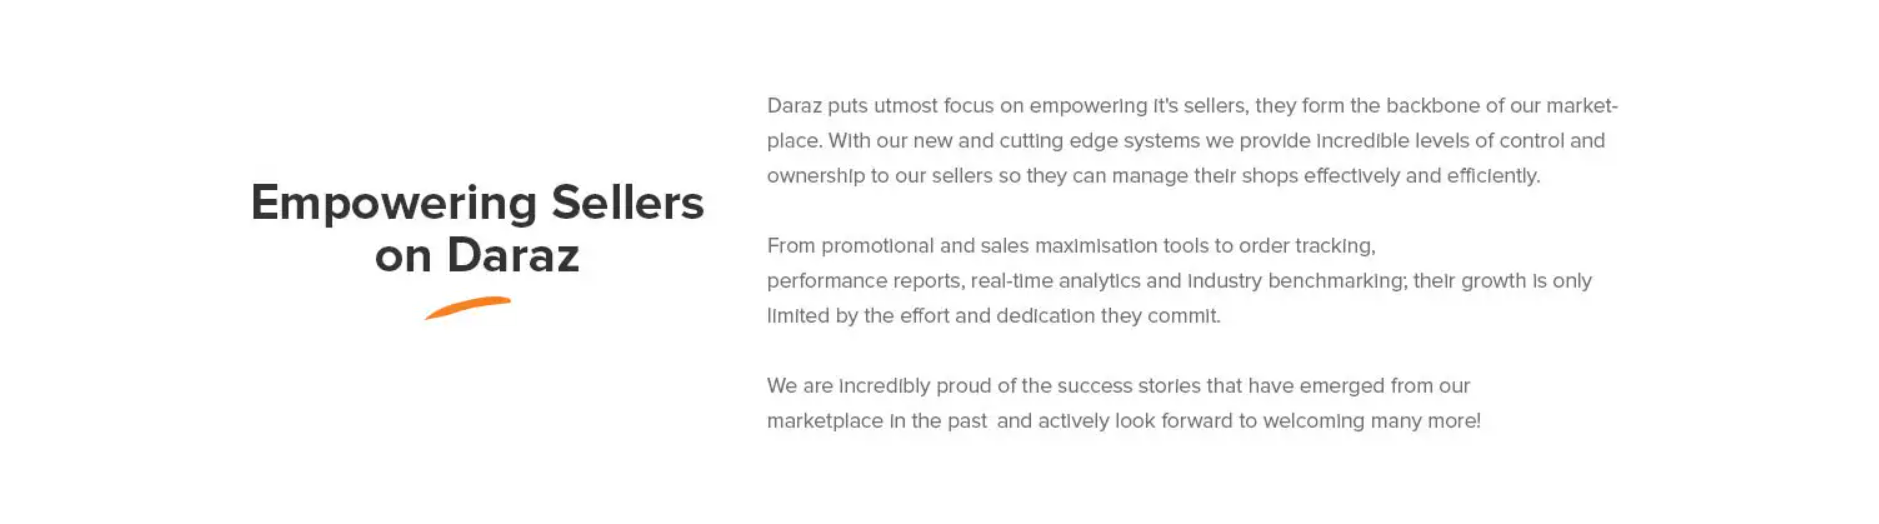 Empowering Sellers
on Daraz
Daraz puts utmost focus on empowering it's sellers, they form the backbone of our market-
place. With our new and cutting edge systems we provide incredible levels of control and
ownership to our sellers so they can manage their shops effectively and efficiently.
From promotional and sales maximisation tools to order tracking,
performance reports, real-time analytics and industry benchmarking; their growth is only
limited by the effort and dedication they commit.
We are incredibly proud of the success stories that have emerged from our
marketplace in the past  and actively look forward to welcoming many more!